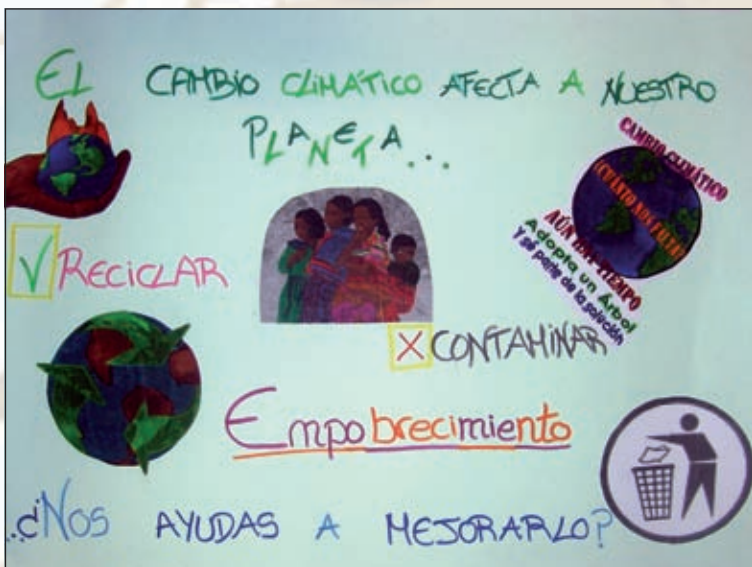 EL CAMBIO CLIMÁTICO AFECTA A NUESTRO
PLANETA...
CAMBIO CLIMÁTICO
¿CUÁNTO NOS FALTA?
AÚN HAY TIEMPO
Adopta un Árbol
Y sé parte de la solución
√ RECICLAR
X CONTAMINAR
Empobrecimiento
...¿NOS AYUDAS A MEJORARLO?